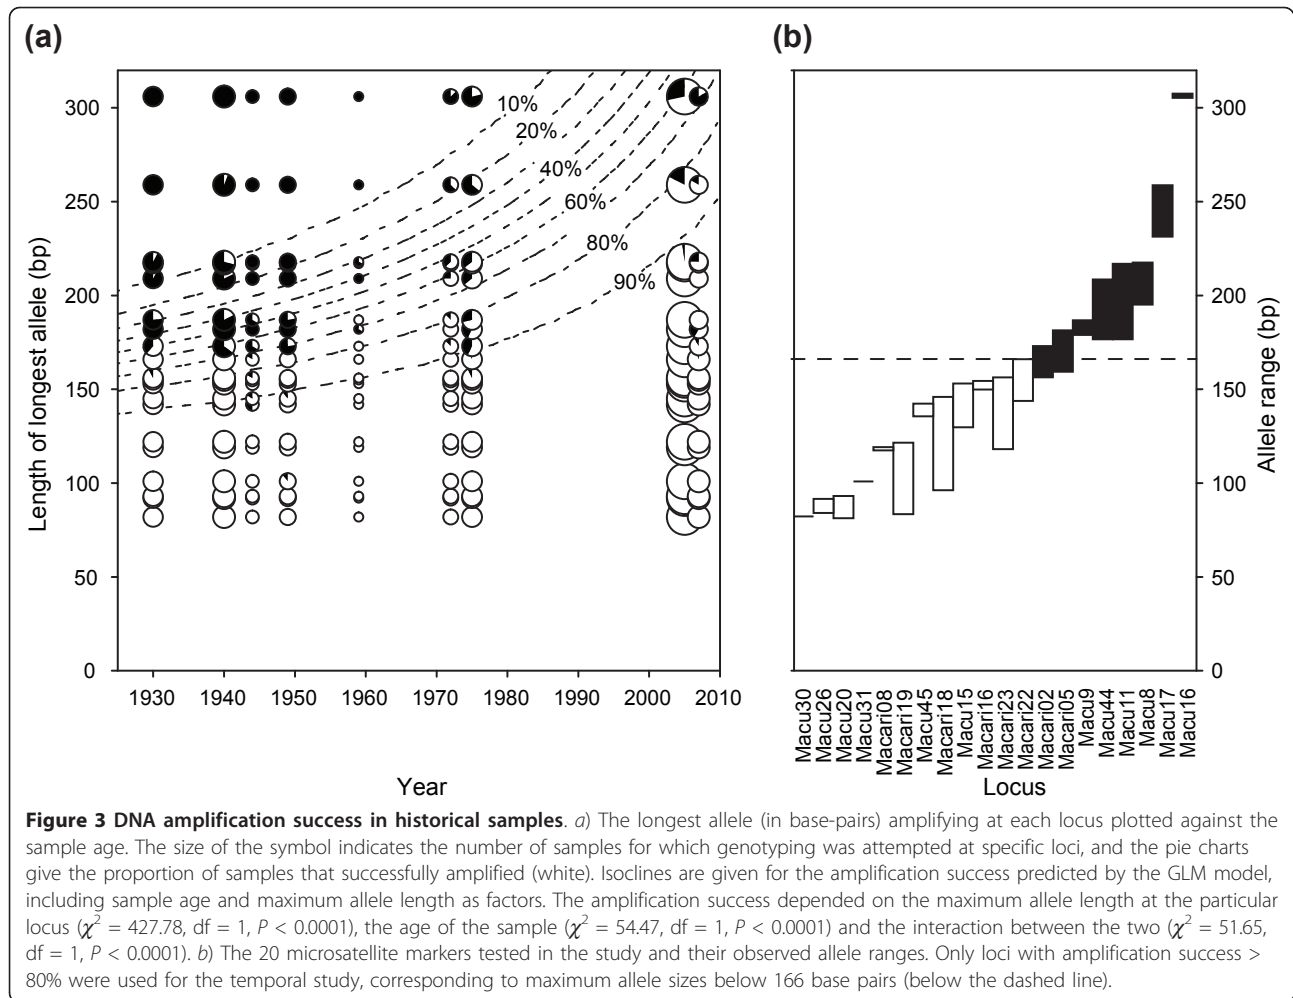 (a)
(b)
Length of longest allele (bp)
300
250
200
150
100
50
0
10%
20%
40%
60%
80%
90%
1930 1940 1950 1960 1970 1980 1990 2000 2010
Year
300
250
200
150
100
50
0
Allele range (bp)
Macu30
Macu26
Macu20
Macu31
Macari08
Macari19
Macu45
Macari18
Macu15
Macari16
Macari23
Macari22
Macari02
Macari05
Macu9
Macu44
Macu11
Macu8
Macu17
Macu16
Locus
Figure 3 DNA amplification success in historical samples. a) The longest allele (in base-pairs) amplifying at each locus plotted against the
sample age. The size of the symbol indicates the number of samples for which genotyping was attempted at specific loci, and the pie charts
give the proportion of samples that successfully amplified (white). Isoclines are given for the amplification success predicted by the GLM model,
including sample age and maximum allele length as factors. The amplification success depended on the maximum allele length at the particular
locus (χ² = 427.78, df = 1, P < 0.0001), the age of the sample (χ² = 54.47, df = 1, P < 0.0001) and the interaction between the two (χ² = 51.65,
df = 1, P < 0.0001). b) The 20 microsatellite markers tested in the study and their observed allele ranges. Only loci with amplification success >
80% were used for the temporal study, corresponding to maximum allele sizes below 166 base pairs (below the dashed line).